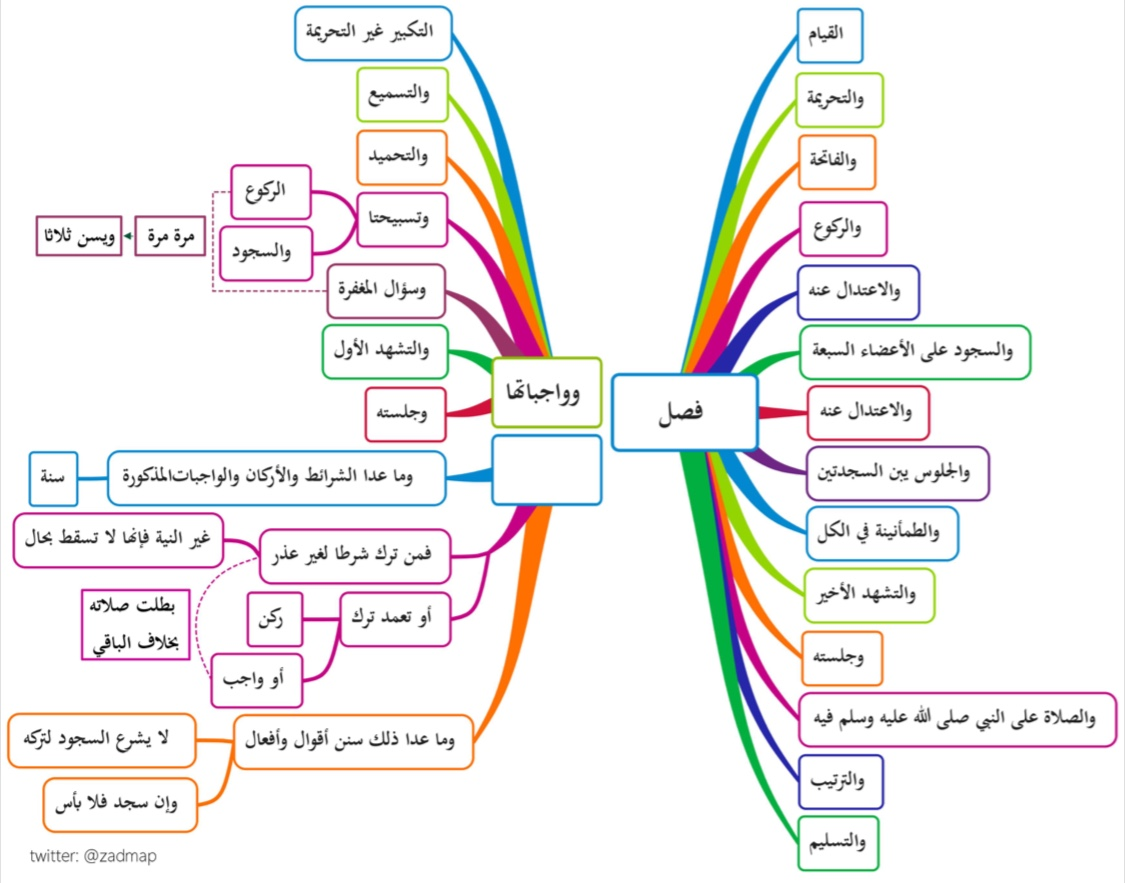 فصل
القيام
والتحريمة
والفاتحة
والركوع
والاعتدال عنه
والسجود على الأعضاء السبعة
والاعتدال عنه
والجلوس يبن السجدتين
والطمأنينة في الكل
والتشهد الأخير
وجلسته
والصلاة على النبي صلى الله عليه وسلم فيه
والترتيب
والتسليم
وواجباتها
التكبير غير التحريمة
والتسميع
والتحميد
وتسبيحتا
الركوع
والسجود
وسؤال المغفرة
مرة مرة
ويسن ثلاثا
والتشهد الأول
وجلسته
وما عدا الشرائط والأركان والواجبات المذكورة
سنة
فمن ترك شرطا لغير عذر
غير النية فإنها لا تسقط بحال
أو تعمد ترك
ركن
أو واجب
بطلت صلاته
بخلاف الباقي
وما عدا ذلك سنن أقوال وأفعال
لا يشرع السجود لتركه
وإن سجد فلا بأس
twitter: @zadmap